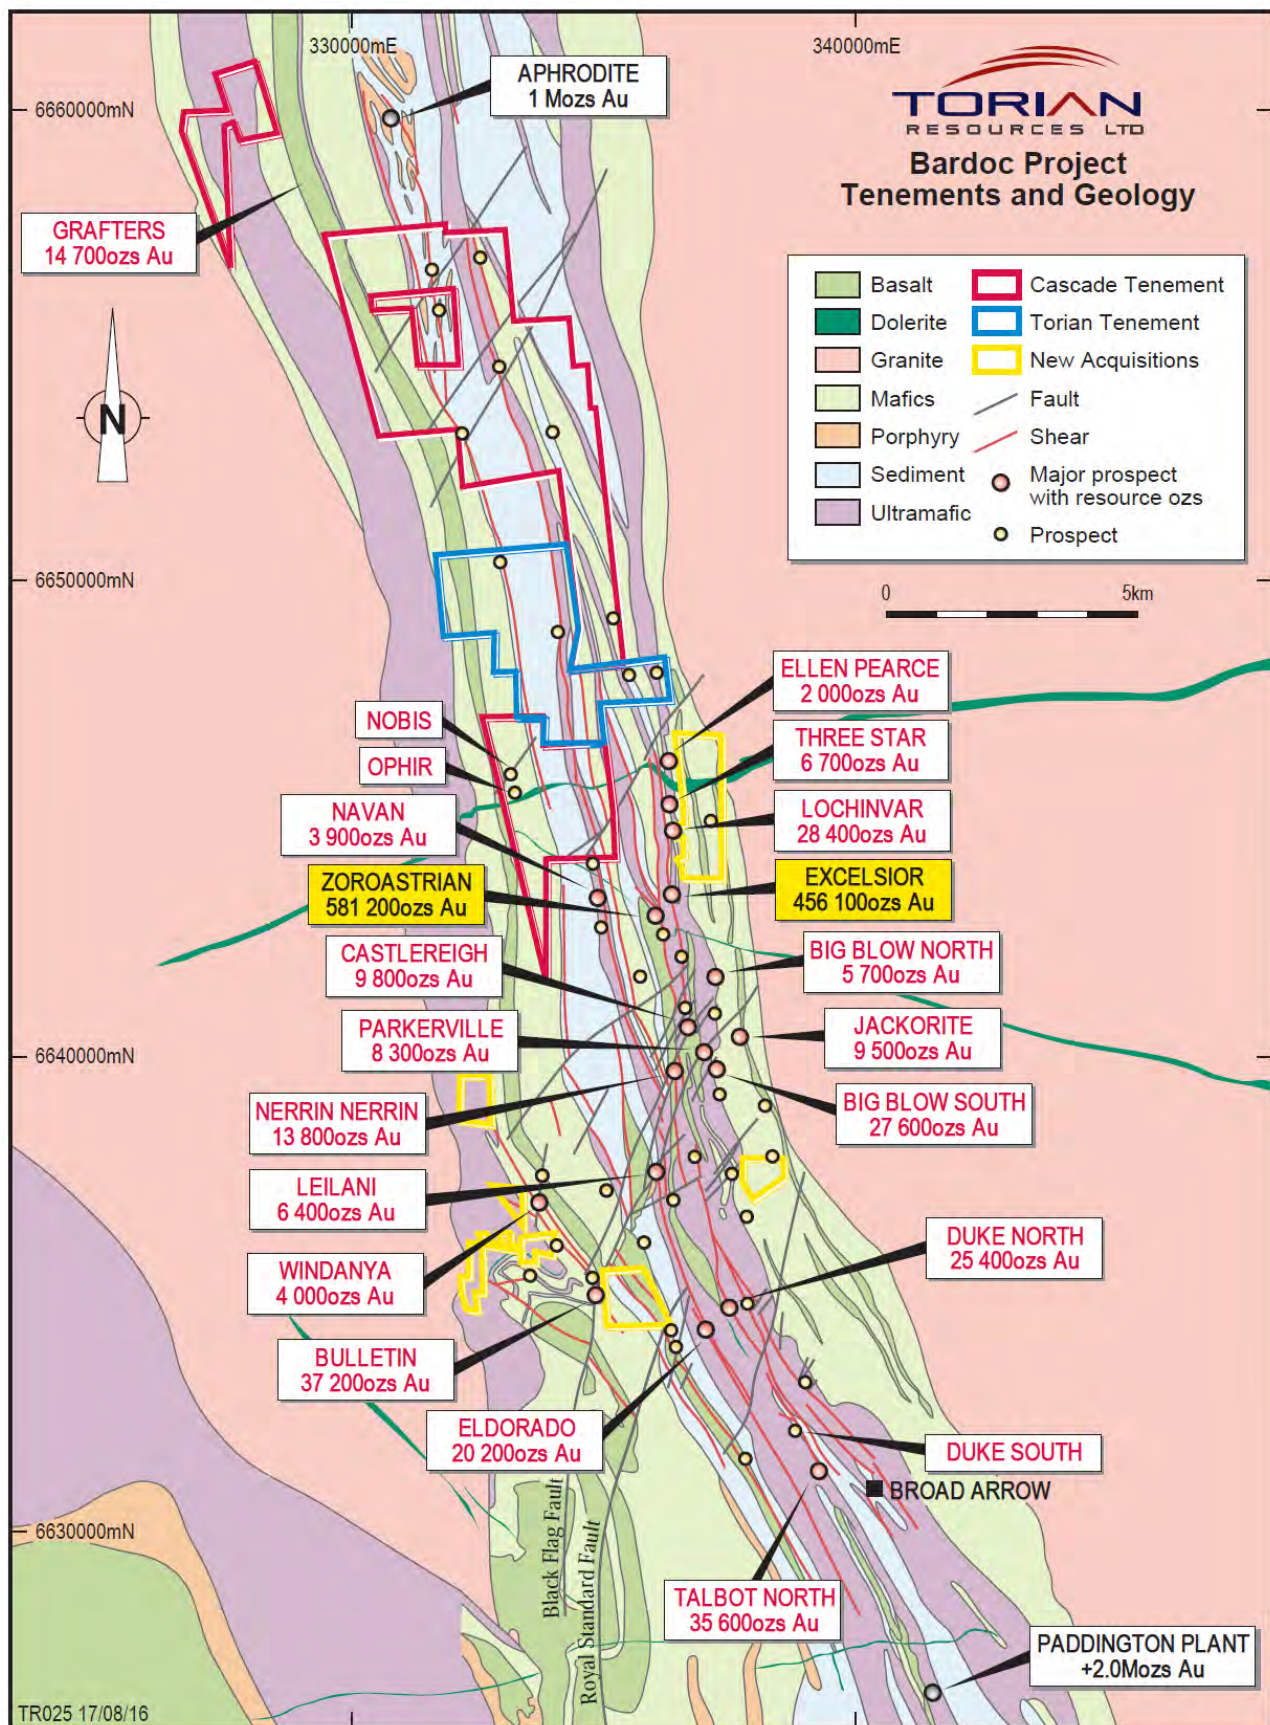 330000mE
340000mE
6660000mN
APHRODITE
1 Mozs Au
TORIAN
RESOURCES LTD
Bardoc Project
Tenements and Geology
GRAFTERS
14 700ozs Au
Basalt
Dolerite
Granite
Mafics
Porphyry
Sediment
Ultramafic
Cascade Tenement
Torian Tenement
New Acquisitions
Fault
Shear
Major prospect
with resource ozs
Prospect
N
6650000mN
0 5km
ELLEN PEARCE
2 000ozs Au
NOBIS
THREE STAR
6 700ozs Au
OPHIR
NAVAN
3 900ozs Au
LOCHINVAR
28 400ozs Au
ZOROASTRIAN
581 200ozs Au
EXCELSIOR
456 100ozs Au
CASTLEREIGH
9 800ozs Au
BIG BLOW NORTH
5 700ozs Au
PARKERVILLE
8 300ozs Au
JACKORITE
9 500ozs Au
6640000mN
NERRIN NERRIN
13 800ozs Au
BIG BLOW SOUTH
27 600ozs Au
LEILANI
6 400ozs Au
DUKE NORTH
25 400ozs Au
WINDANYA
4 000ozs Au
BULLETIN
37 200ozs Au
ELDORADO
20 200ozs Au
DUKE SOUTH
BROAD ARROW
6630000mN
Black Flag Fault
Royal Standard Fault
TALBOT NORTH
35 600ozs Au
PADDINGTON PLANT
+2.0Mozs Au
TR025 17/08/16